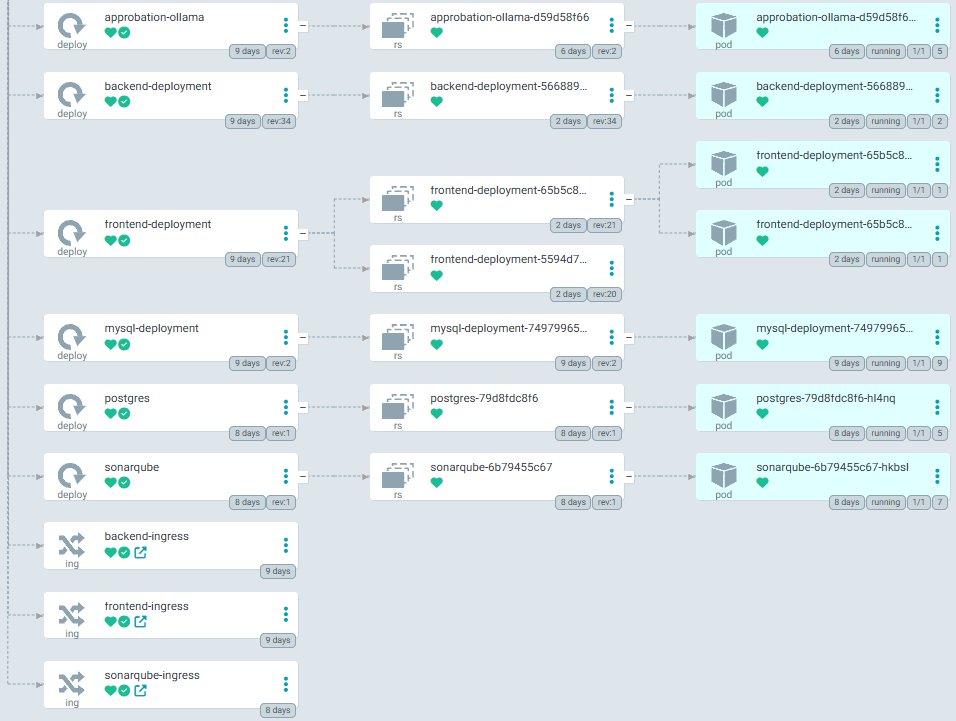 approbation-ollama
deploy
9 days rev:2
approbation-ollama-d59d58f66
rs
6 days rev:2
approbation-ollama-d59d58f6...
pod
6 days running 1/1 5
backend-deployment
deploy
9 days rev:34
backend-deployment-566889...
rs
2 days rev:34
backend-deployment-566889...
pod
2 days running 1/1 2
frontend-deployment
deploy
9 days rev:21
frontend-deployment-65b5c8...
rs
2 days rev:21
frontend-deployment-5594d7...
rs
2 days rev:20
frontend-deployment-65b5c8...
pod
2 days running 1/1 1
frontend-deployment-65b5c8...
pod
2 days running 1/1 1
mysql-deployment
deploy
9 days rev:2
mysql-deployment-74979965...
rs
9 days rev:2
mysql-deployment-74979965...
pod
9 days running 1/1 9
postgres
deploy
8 days rev:1
postgres-79d8fdc8f6
rs
8 days rev:1
postgres-79d8fdc8f6-hl4nq
pod
8 days running 1/1 5
sonarqube
deploy
8 days rev:1
sonarqube-6b79455c67
rs
8 days rev:1
sonarqube-6b79455c67-hkbsl
pod
8 days running 1/1 7
backend-ingress
ing
9 days
frontend-ingress
ing
9 days
sonarqube-ingress
ing
8 days